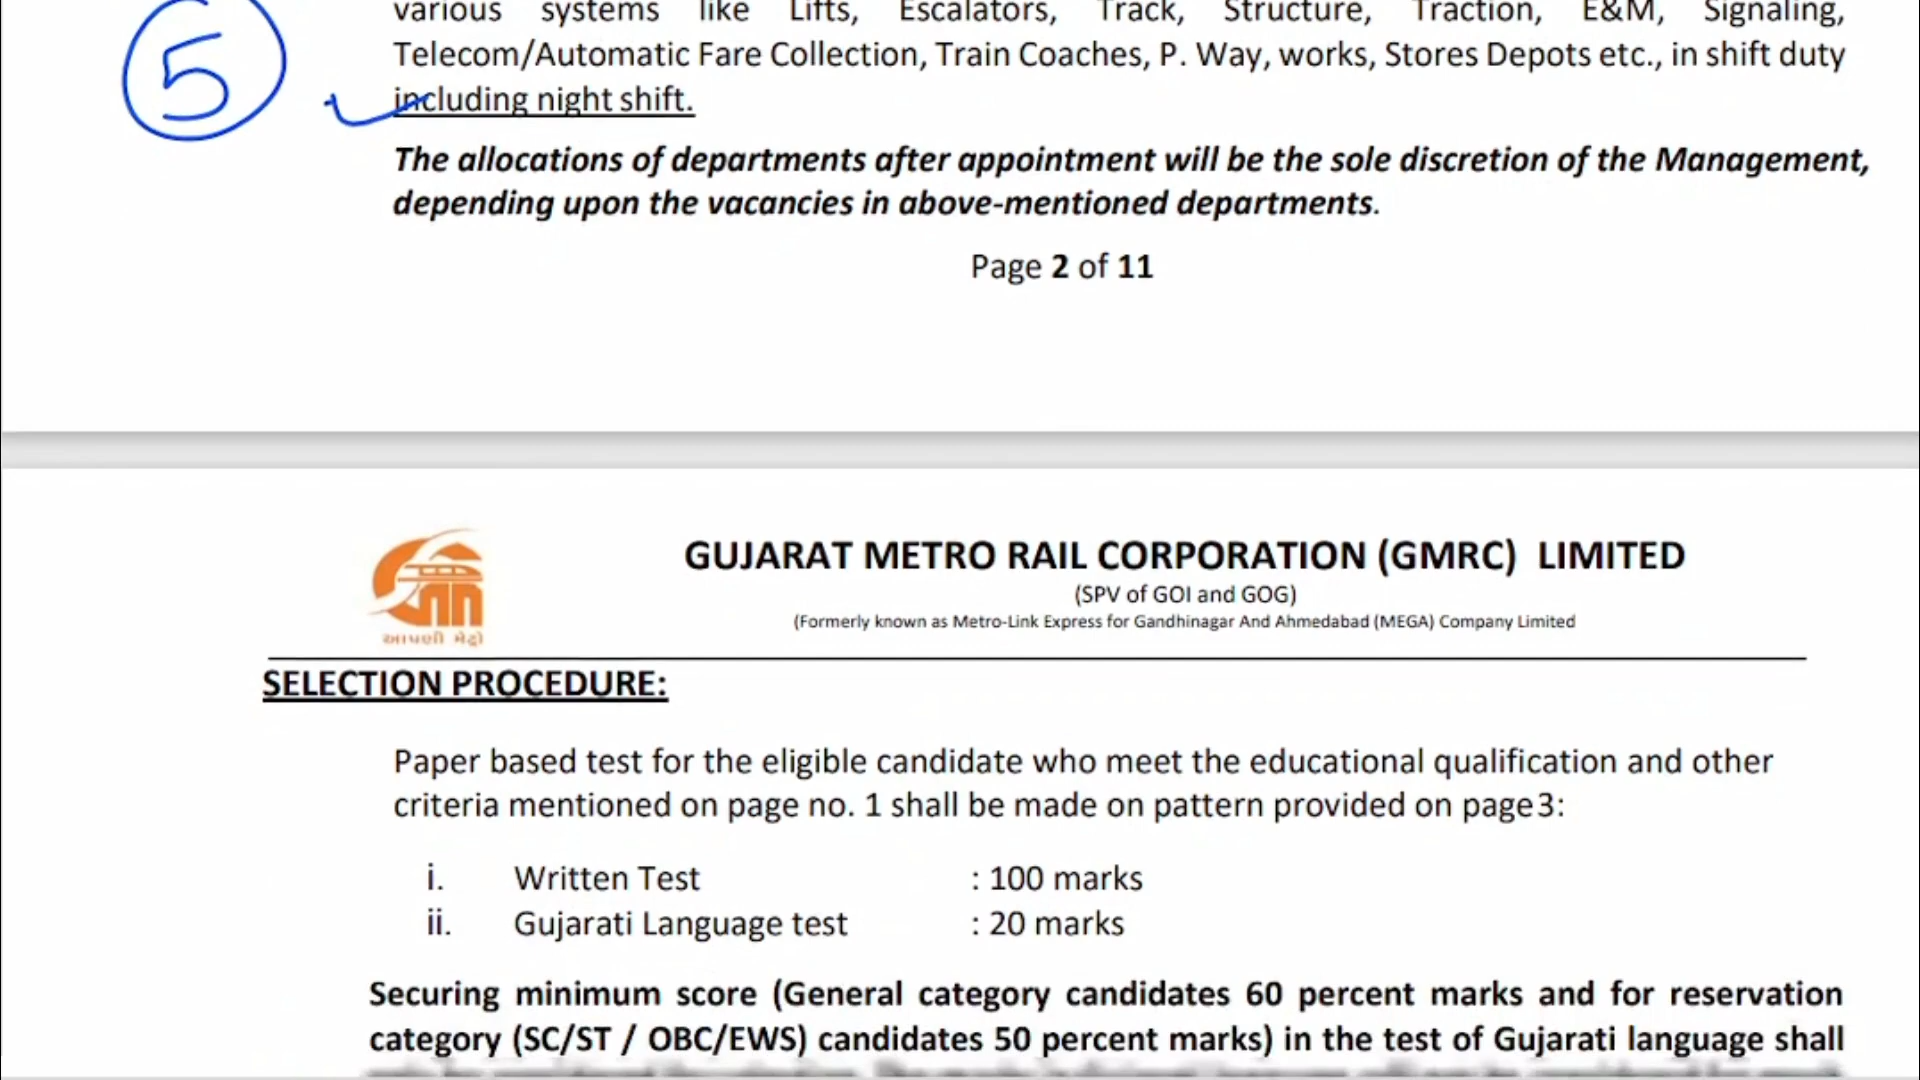 5
various systems like Lifts, Escalators, Track, Structure, Traction, E&M, Signaling,
Telecom/Automatic Fare Collection, Train Coaches, P. Way, works, Stores Depots etc., in shift duty
including night shift.
The allocations of departments after appointment will be the sole discretion of the Management,
depending upon the vacancies in above-mentioned departments.
Page 2 of 11
આપણી મેટ્રો
GUJARAT METRO RAIL CORPORATION (GMRC) LIMITED
(SPV of GOI and GOG)
(Formerly known as Metro-Link Express for Gandhinagar And Ahmedabad (MEGA) Company Limited
SELECTION PROCEDURE:
Paper based test for the eligible candidate who meet the educational qualification and other
criteria mentioned on page no. 1 shall be made on pattern provided on page3:
i. Written Test : 100 marks
ii. Gujarati Language test : 20 marks
Securing minimum score (General category candidates 60 percent marks and for reservation
category (SC/ST / OBC/EWS) candidates 50 percent marks) in the test of Gujarati language shall